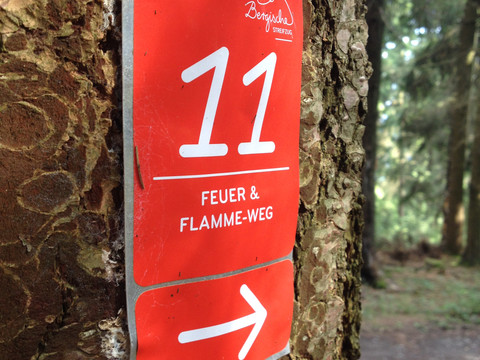 Bergische
STREIFZÜGE
11
FEUER &
FLAMME-WEG